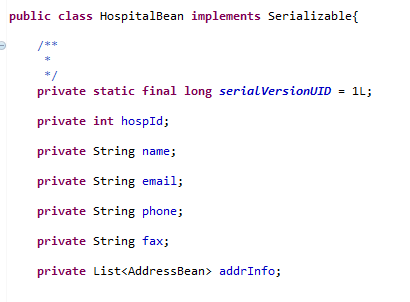 public class HospitalBean implements Serializable{
/**
*
*/
private static final long serialVersionUID = 1L;
private int hospId;
private String name;
private String email;
private String phone;
private String fax;
private List<AddressBean> addrInfo;